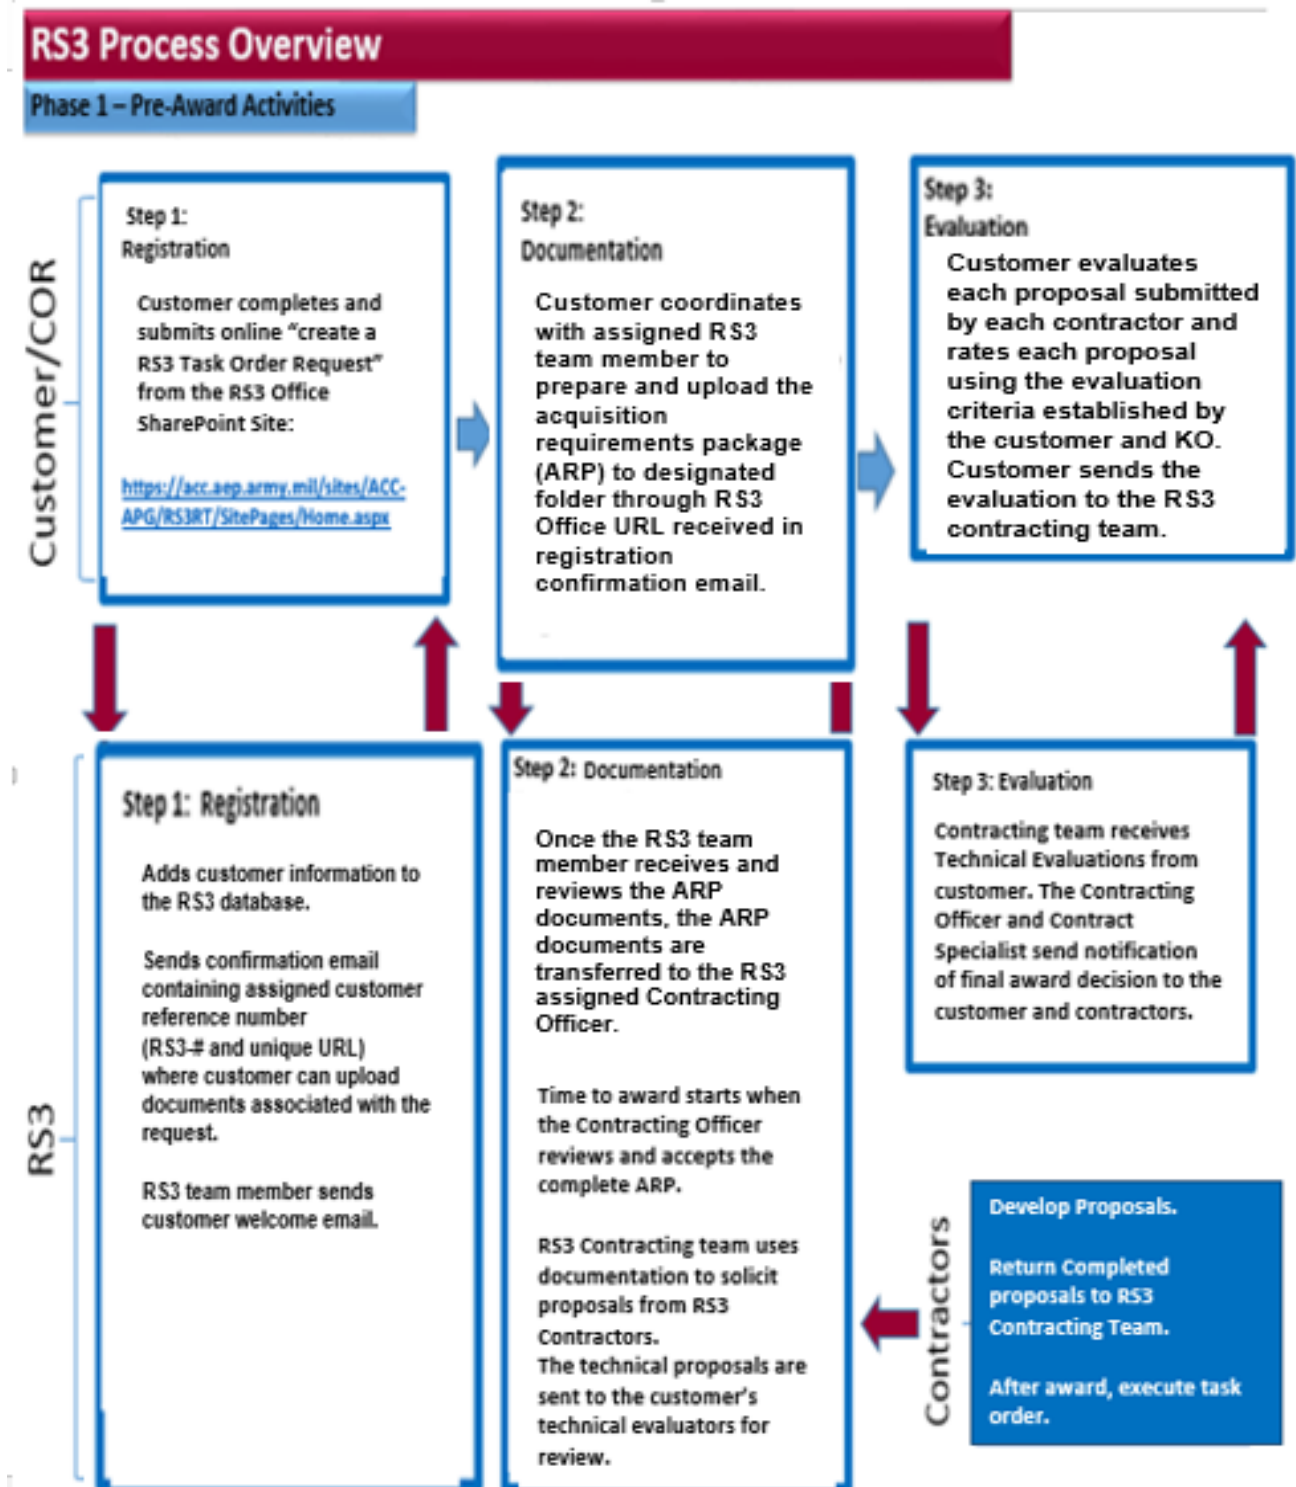 RS3 Process Overview
Phase 1 – Pre-Award Activities
Customer/COR
Step 1:
Registration
Customer completes and
submits online “create a
RS3 Task Order Request”
from the RS3 Office
SharePoint Site:
https://acc.aep.army.mil/sites/ACC-
APG/RS3RT/SitePages/Home.aspx
Step 2:
Documentation
Customer coordinates
with assigned RS3
team member to
prepare and upload the
acquisition
requirements package
(ARP) to designated
folder through RS3
Office URL received in
registration
confirmation email.
Step 3:
Evaluation
Customer evaluates
each proposal submitted
by each contractor and
rates each proposal
using the evaluation
criteria established by
the customer and KO.
Customer sends the
evaluation to the RS3
contracting team.
RS3
Step 1: Registration
Adds customer information to
the RS3 database.
Sends confirmation email
containing assigned customer
reference number
(RS3-# and unique URL)
where customer can upload
documents associated with the
request.
RS3 team member sends
customer welcome email.
Step 2: Documentation
Once the RS3 team
member receives and
reviews the ARP
documents, the ARP
documents are
transferred to the RS3
assigned Contracting
Officer.
Time to award starts when
the Contracting Officer
reviews and accepts the
complete ARP.
RS3 Contracting team uses
documentation to solicit
proposals from RS3
Contractors.
The technical proposals are
sent to the customer’s
technical evaluators for
review.
Step 3: Evaluation
Contracting team receives
Technical Evaluations from
customer. The Contracting
Officer and Contract
Specialist send notification
of final award decision to the
customer and contractors.
Contractors
Develop Proposals.
Return Completed
proposals to RS3
Contracting Team.
After award, execute task
order.